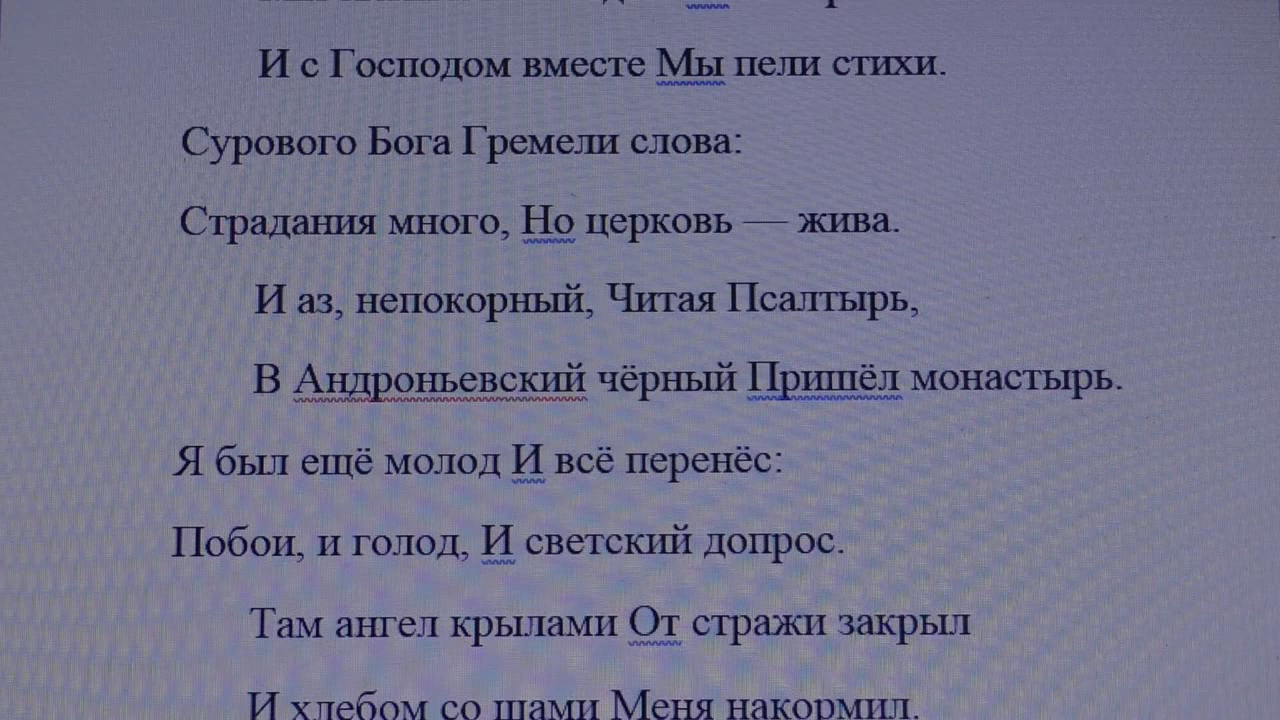 И с Господом вместе Мы пели стихи.
Сурового Бога Гремели слова:
Страдания много, Но церковь — жива.
И аз, непокорный, Читая Псалтырь,
В Андроньевский чёрный Пришёл монастырь.
Я был ещё молод И всё перенёс:
Побои, и голод, И светский допрос.
Там ангел крылами От стражи закрыл
И хлебом со щами Меня накормил.